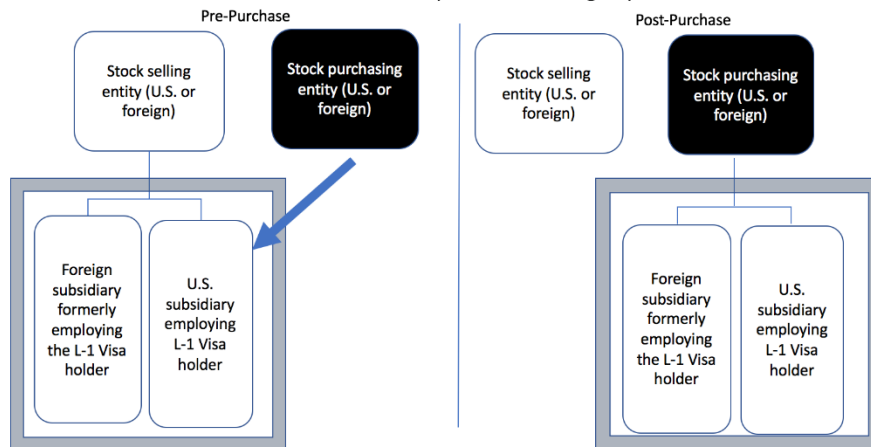 Pre-Purchase
Stock selling
entity (U.S. or
foreign)
Stock purchasing
entity (U.S. or
foreign)
Foreign
subsidiary
formerly
employing
the L-1 Visa
holder
U.S.
subsidiary
employing
L-1 Visa
holder
Post-Purchase
Stock selling
entity (U.S. or
foreign)
Stock purchasing
entity (U.S. or
foreign)
Foreign
subsidiary
formerly
employing
the L-1 Visa
holder
U.S.
subsidiary
employing
L-1 Visa
holder